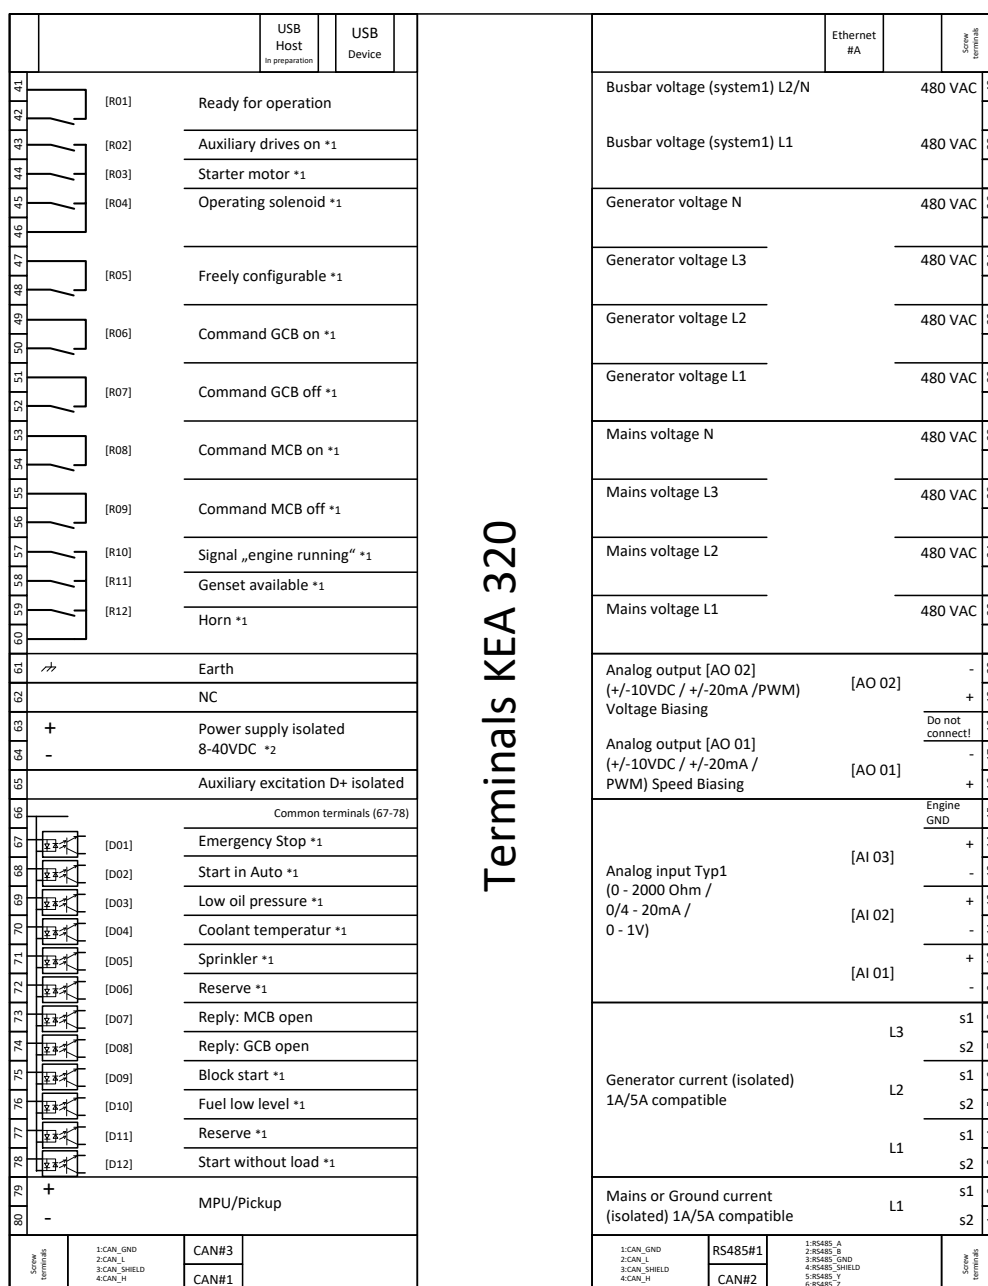 USB
Host
In preparation
USB
Device
Ethernet
#A
Screw
terminals
41
[R01]
Ready for operation
42
43
[R02]
Auxiliary drives on *1
44
[R03]
Starter motor *1
45
[R04]
Operating solenoid *1
46
47
[R05]
Freely configurable *1
48
49
[R06]
Command GCB on *1
50
51
[R07]
Command GCB off *1
52
53
[R08]
Command MCB on *1
54
55
[R09]
Command MCB off *1
56
57
[R10]
Signal „engine running“ *1
58
[R11]
Genset available *1
59
[R12]
Horn *1
60
61
Earth
62
NC
63
+
Power supply isolated
8-40VDC *2
64
-
65
Auxiliary excitation D+ isolated
66
Common terminals (67-78)
67
[D01]
Emergency Stop *1
68
[D02]
Start in Auto *1
69
[D03]
Low oil pressure *1
70
[D04]
Coolant temperatur *1
71
[D05]
Sprinkler *1
72
[D06]
Reserve *1
73
[D07]
Reply: MCB open
74
[D08]
Reply: GCB open
75
[D09]
Block start *1
76
[D10]
Fuel low level *1
77
[D11]
Reserve *1
78
[D12]
Start without load *1
79
+
MPU/Pickup
80
-
Screw
terminals
1:CAN_GND
2:CAN_L
3:CAN_SHIELD
4:CAN_H
CAN#3
CAN#1
Terminals KEA 320
Busbar voltage (system1) L2/N
480 VAC
Busbar voltage (system1) L1
480 VAC
Generator voltage N
480 VAC
Generator voltage L3
480 VAC
Generator voltage L2
480 VAC
Generator voltage L1
480 VAC
Mains voltage N
480 VAC
Mains voltage L3
480 VAC
Mains voltage L2
480 VAC
Mains voltage L1
480 VAC
Analog output [AO 02]
(+/-10VDC / +/-20mA /PWM)
Voltage Biasing
[AO 02]
-
+
Do not
connect!
Analog output [AO 01]
(+/-10VDC / +/-20mA /
PWM) Speed Biasing
[AO 01]
-
+
Engine
GND
Analog input Typ1
(0 - 2000 Ohm /
0/4 - 20mA /
0 - 1V)
[AI 03]
+
-
[AI 02]
+
-
[AI 01]
+
-
Generator current (isolated)
1A/5A compatible
L3
s1
s2
L2
s1
s2
L1
s1
s2
Mains or Ground current
(isolated) 1A/5A compatible
L1
s1
s2
1:CAN_GND
2:CAN_L
3:CAN_SHIELD
4:CAN_H
RS485#1
CAN#2
1:RS485_A
2:RS485_B
3:RS485_GND
4:RS485_SHIELD
5:RS485_Y
6:RS485_Z
Screw
terminals